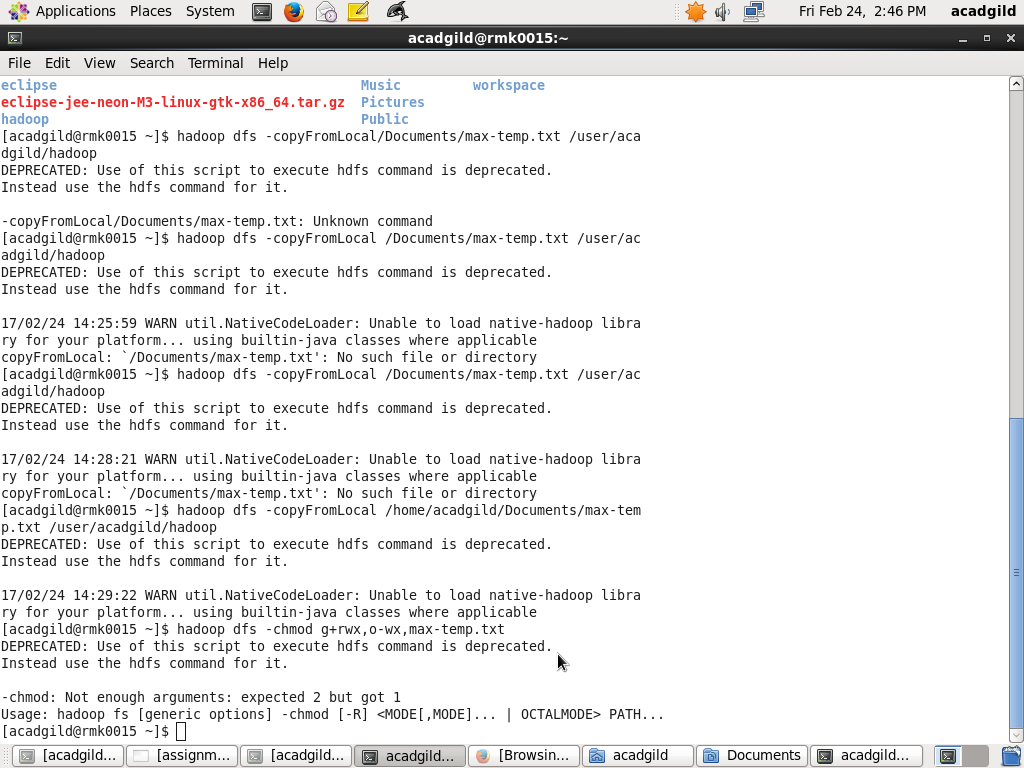 Applications Places System Fri Feb 24, 2:46 PM acadgild
acadgild@rmk0015:~
File Edit View Search Terminal Help
eclipse Music workspace
eclipse-jee-neon-M3-linux-gtk-x86_64.tar.gz Pictures
hadoop Public
[acadgild@rmk0015 ~]$ hadoop dfs -copyFromLocal/Documents/max-temp.txt /user/aca
dgild/hadoop
DEPRECATED: Use of this script to execute hdfs command is deprecated.
Instead use the hdfs command for it.
-copyFromLocal/Documents/max-temp.txt: Unknown command
[acadgild@rmk0015 ~]$ hadoop dfs -copyFromLocal /Documents/max-temp.txt /user/ac
adgild/hadoop
DEPRECATED: Use of this script to execute hdfs command is deprecated.
Instead use the hdfs command for it.
17/02/24 14:25:59 WARN util.NativeCodeLoader: Unable to load native-hadoop libra
ry for your platform... using builtin-java classes where applicable
copyFromLocal: `/Documents/max-temp.txt': No such file or directory
[acadgild@rmk0015 ~]$ hadoop dfs -copyFromLocal /Documents/max-temp.txt /user/ac
adgild/hadoop
DEPRECATED: Use of this script to execute hdfs command is deprecated.
Instead use the hdfs command for it.
17/02/24 14:28:21 WARN util.NativeCodeLoader: Unable to load native-hadoop libra
ry for your platform... using builtin-java classes where applicable
copyFromLocal: `/Documents/max-temp.txt': No such file or directory
[acadgild@rmk0015 ~]$ hadoop dfs -copyFromLocal /home/acadgild/Documents/max-tem
p.txt /user/acadgild/hadoop
DEPRECATED: Use of this script to execute hdfs command is deprecated.
Instead use the hdfs command for it.
17/02/24 14:29:22 WARN util.NativeCodeLoader: Unable to load native-hadoop libra
ry for your platform... using builtin-java classes where applicable
[acadgild@rmk0015 ~]$ hadoop dfs -chmod g+rwx,o-wx,max-temp.txt
DEPRECATED: Use of this script to execute hdfs command is deprecated.
Instead use the hdfs command for it.
-chmod: Not enough arguments: expected 2 but got 1
Usage: hadoop fs [generic options] -chmod [-R] <MODE[,MODE]... | OCTALMODE> PATH...
[acadgild@rmk0015 ~]$
[acadgild... [assignm... [acadgild... acadgild... [Browsin... acadgild Documents acadgild...